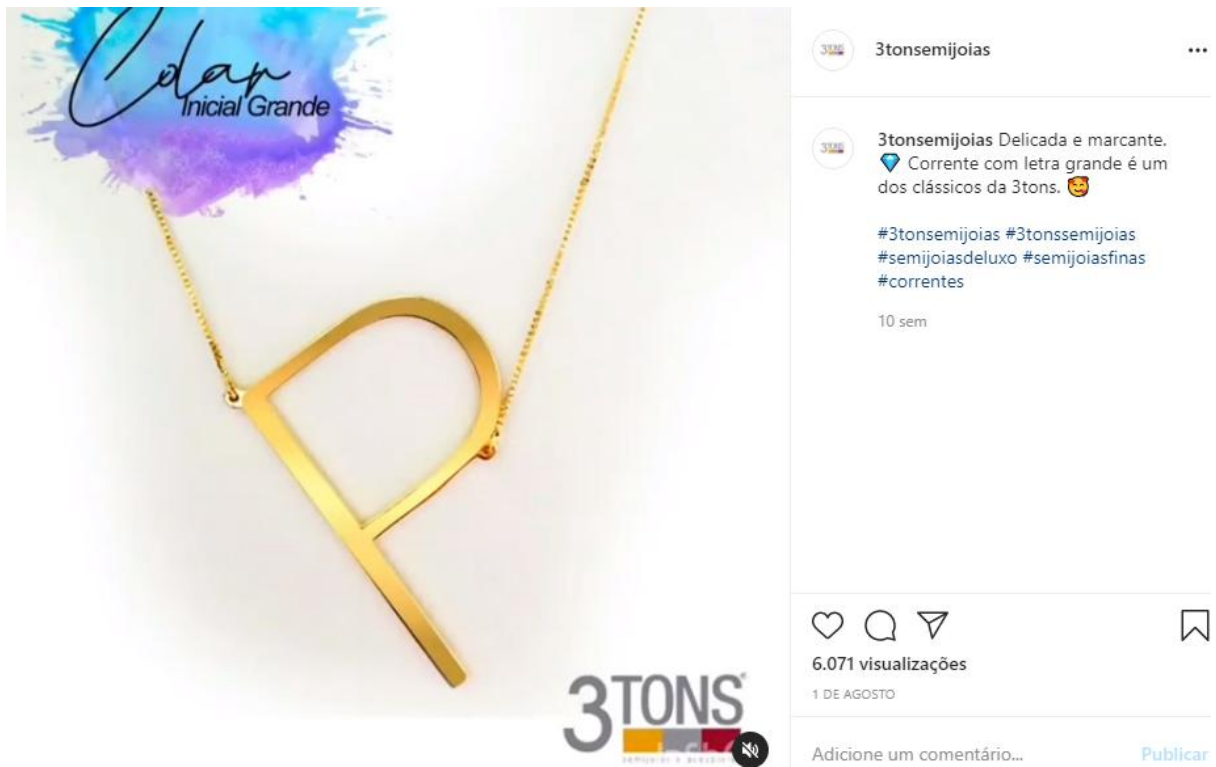 Colar
Inicial Grande
3TONS
3tonsemijoias
3tonsemijoias Delicada e marcante.
💎 Corrente com letra grande é um
dos clássicos da 3tons. 🥰
#3tonsemijoias #3tonssemijoias
#semijoiasdeluxo #semijoiasfinas
#correntes
10 sem
6.071 visualizações
1 DE AGOSTO
Adicione um comentário... Publicar